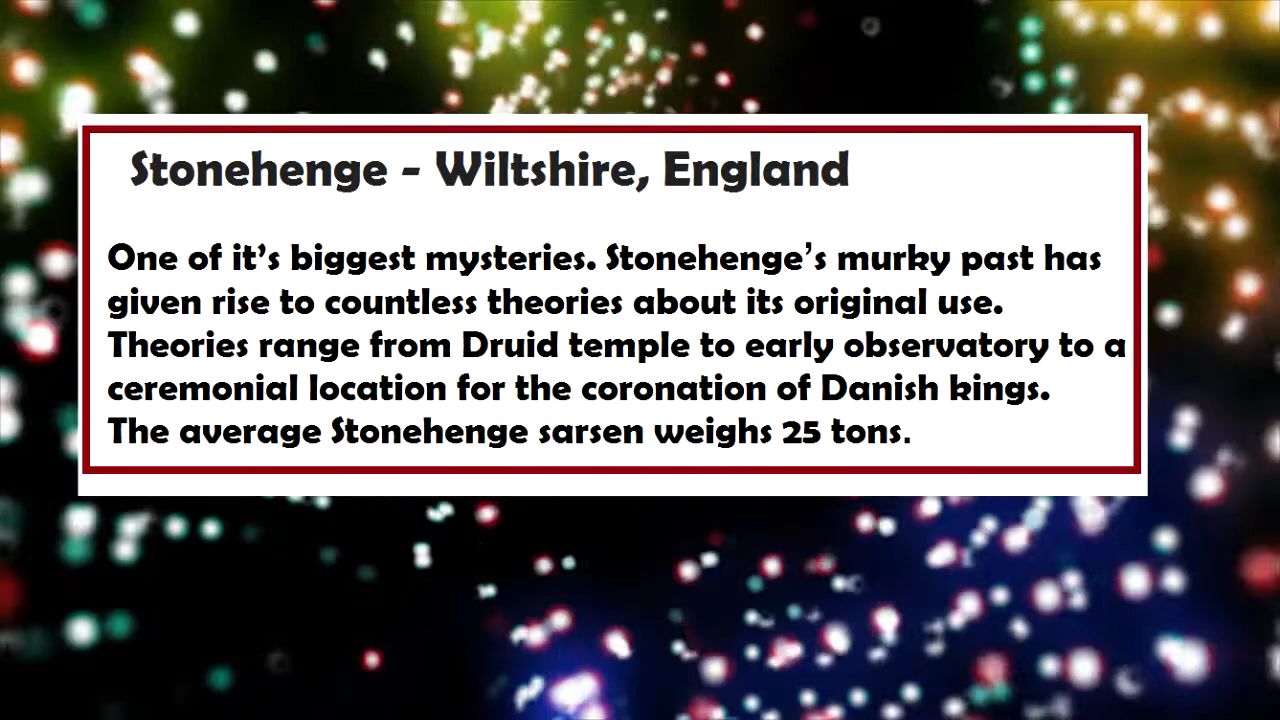 Stonehenge - Wiltshire, England
One of it's biggest mysteries. Stonehenge's murky past has
given rise to countless theories about its original use.
Theories range from Druid temple to early observatory to a
ceremonial location for the coronation of Danish kings.
The average Stonehenge sarsen weighs 25 tons.